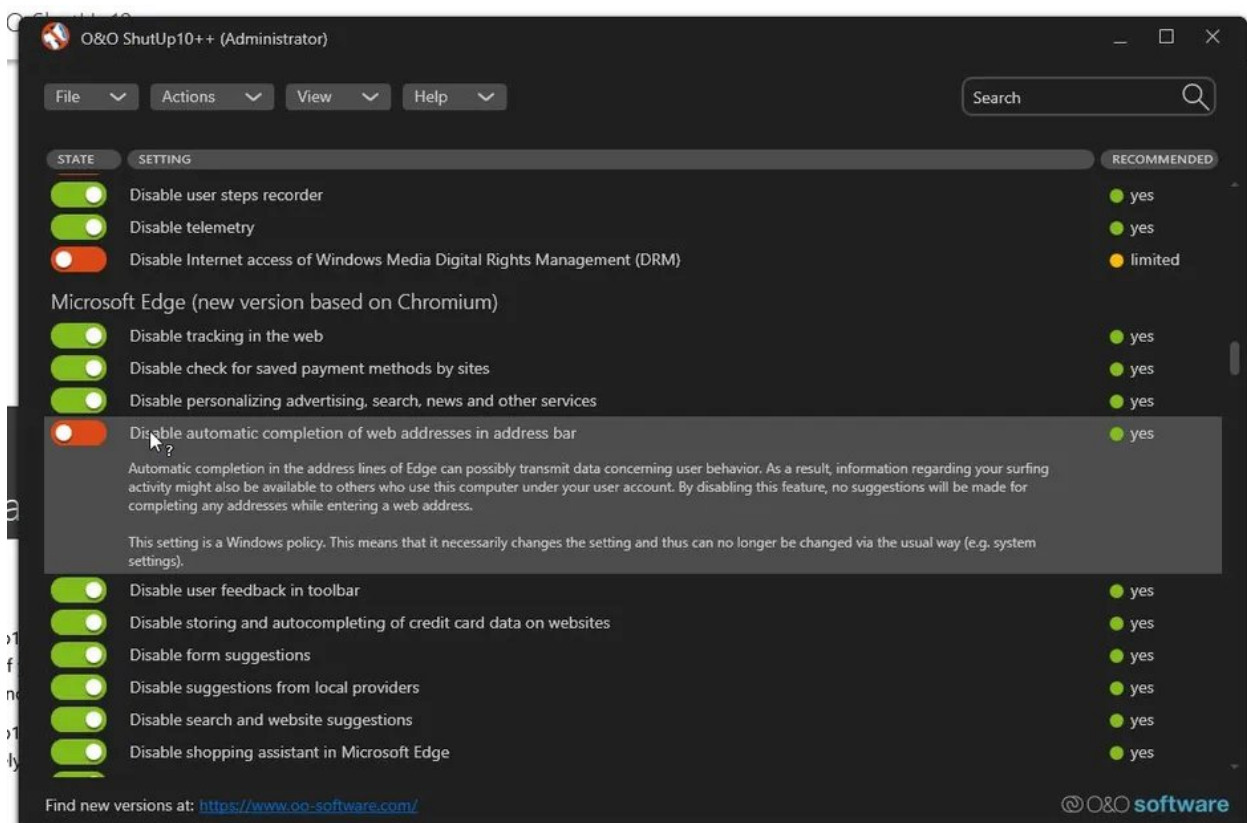 O&O ShutUp10++ (Administrator)
File Actions View Help Search
STATE SETTING RECOMMENDED
Disable user steps recorder yes
Disable telemetry yes
Disable Internet access of Windows Media Digital Rights Management (DRM) limited
Microsoft Edge (new version based on Chromium)
Disable tracking in the web yes
Disable check for saved payment methods by sites yes
Disable personalizing advertising, search, news and other services yes
Disable automatic completion of web addresses in address bar yes
Automatic completion in the address lines of Edge can possibly transmit data concerning user behavior. As a result, information regarding your surfing
activity might also be available to others who use this computer under your user account. By disabling this feature, no suggestions will be made for
completing any addresses while entering a web address.
This setting is a Windows policy. This means that it necessarily changes the setting and thus can no longer be changed via the usual way (e.g. system
settings).
Disable user feedback in toolbar yes
Disable storing and autocompleting of credit card data on websites yes
Disable form suggestions yes
Disable suggestions from local providers yes
Disable search and website suggestions yes
Disable shopping assistant in Microsoft Edge yes
Find new versions at: https://www.oo-software.com/ O&O software